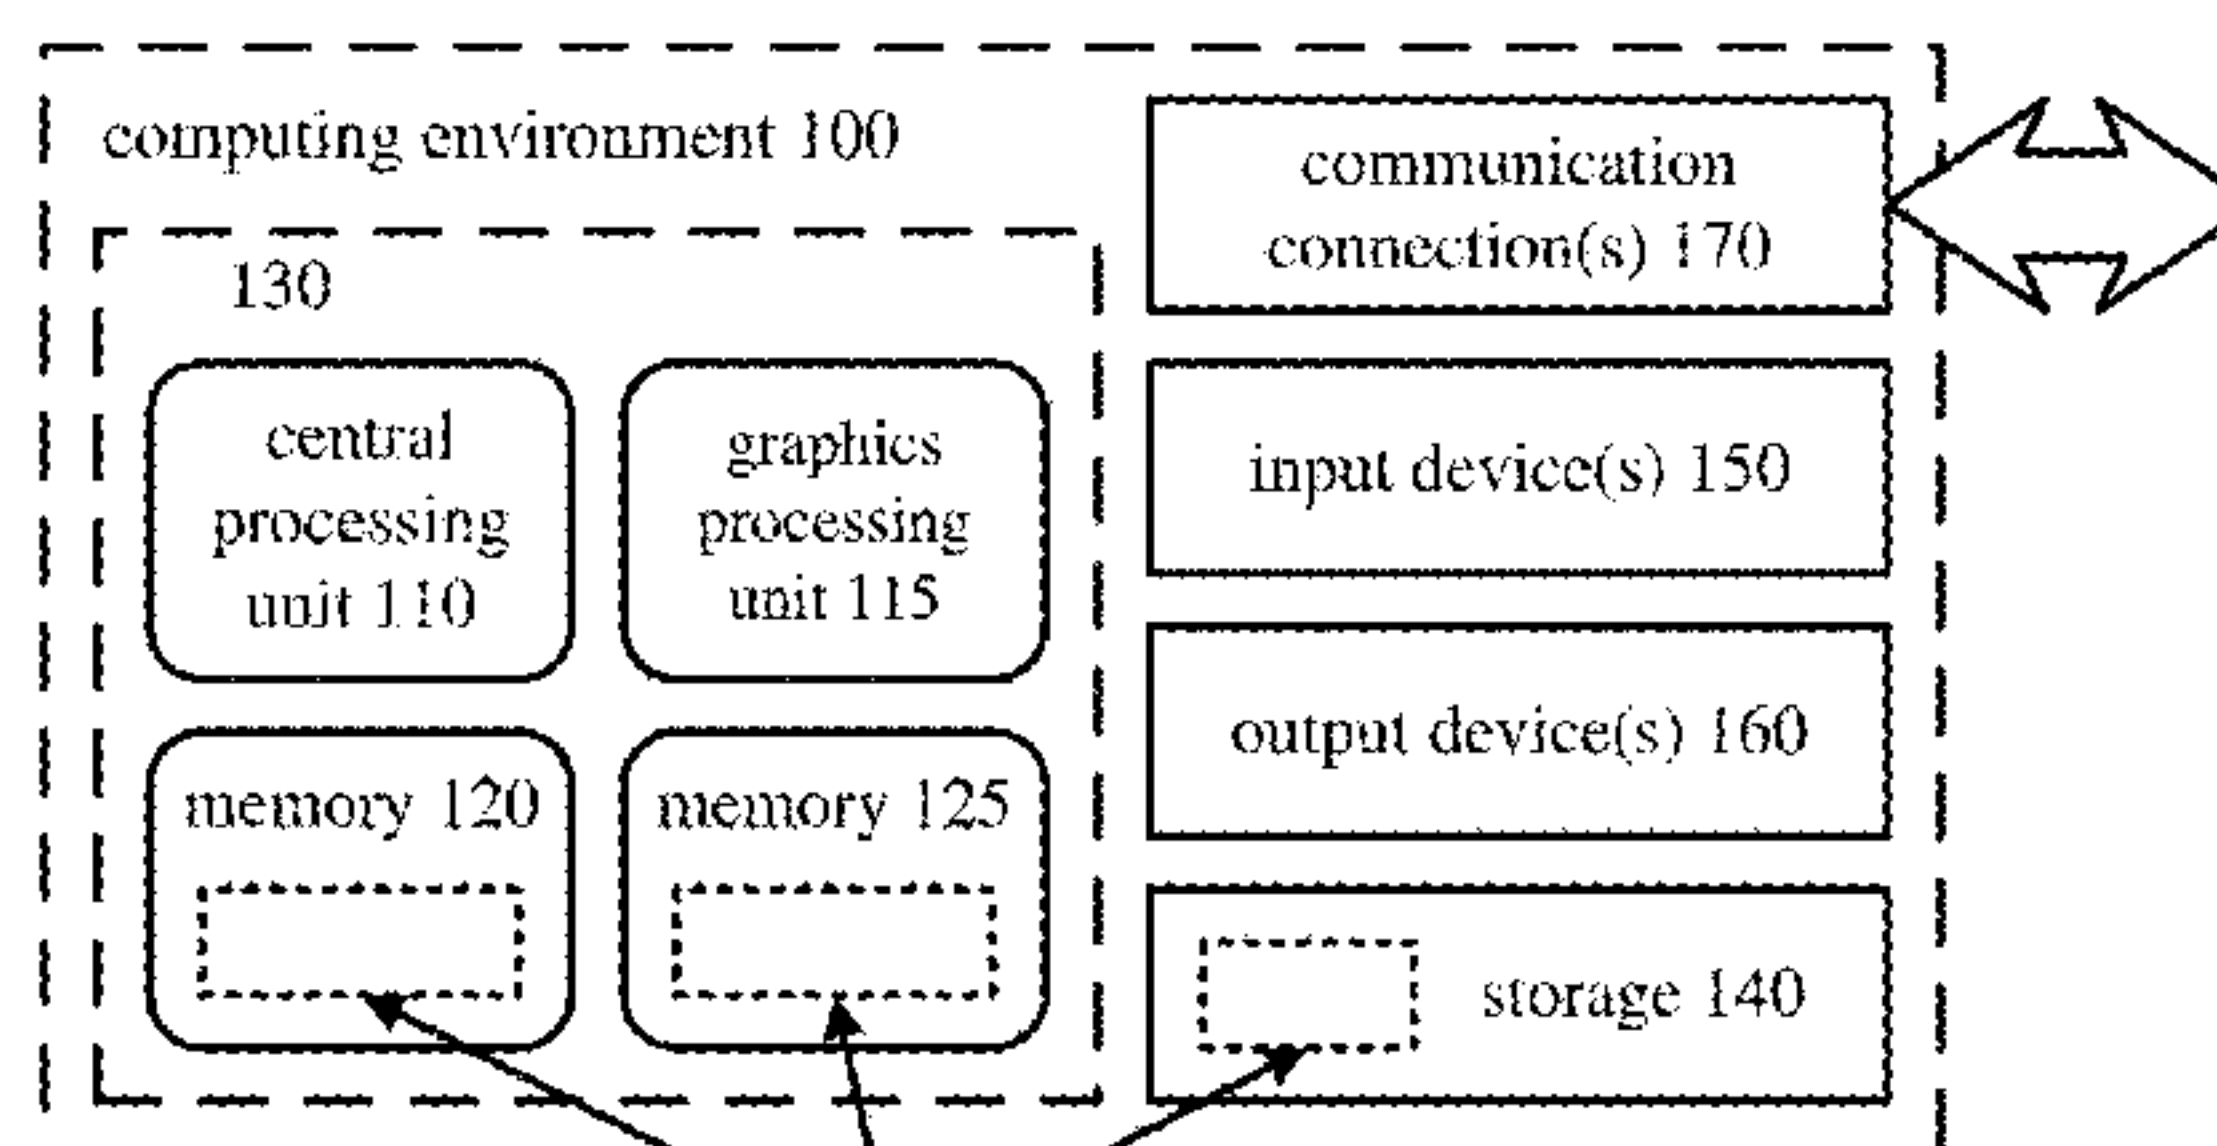 computing environment 100
130
central
processing
unit 110
graphics
processing
unit 115
memory 120
memory 125
communication
connection(s) 170
input device(s) 150
output device(s) 160
storage 140